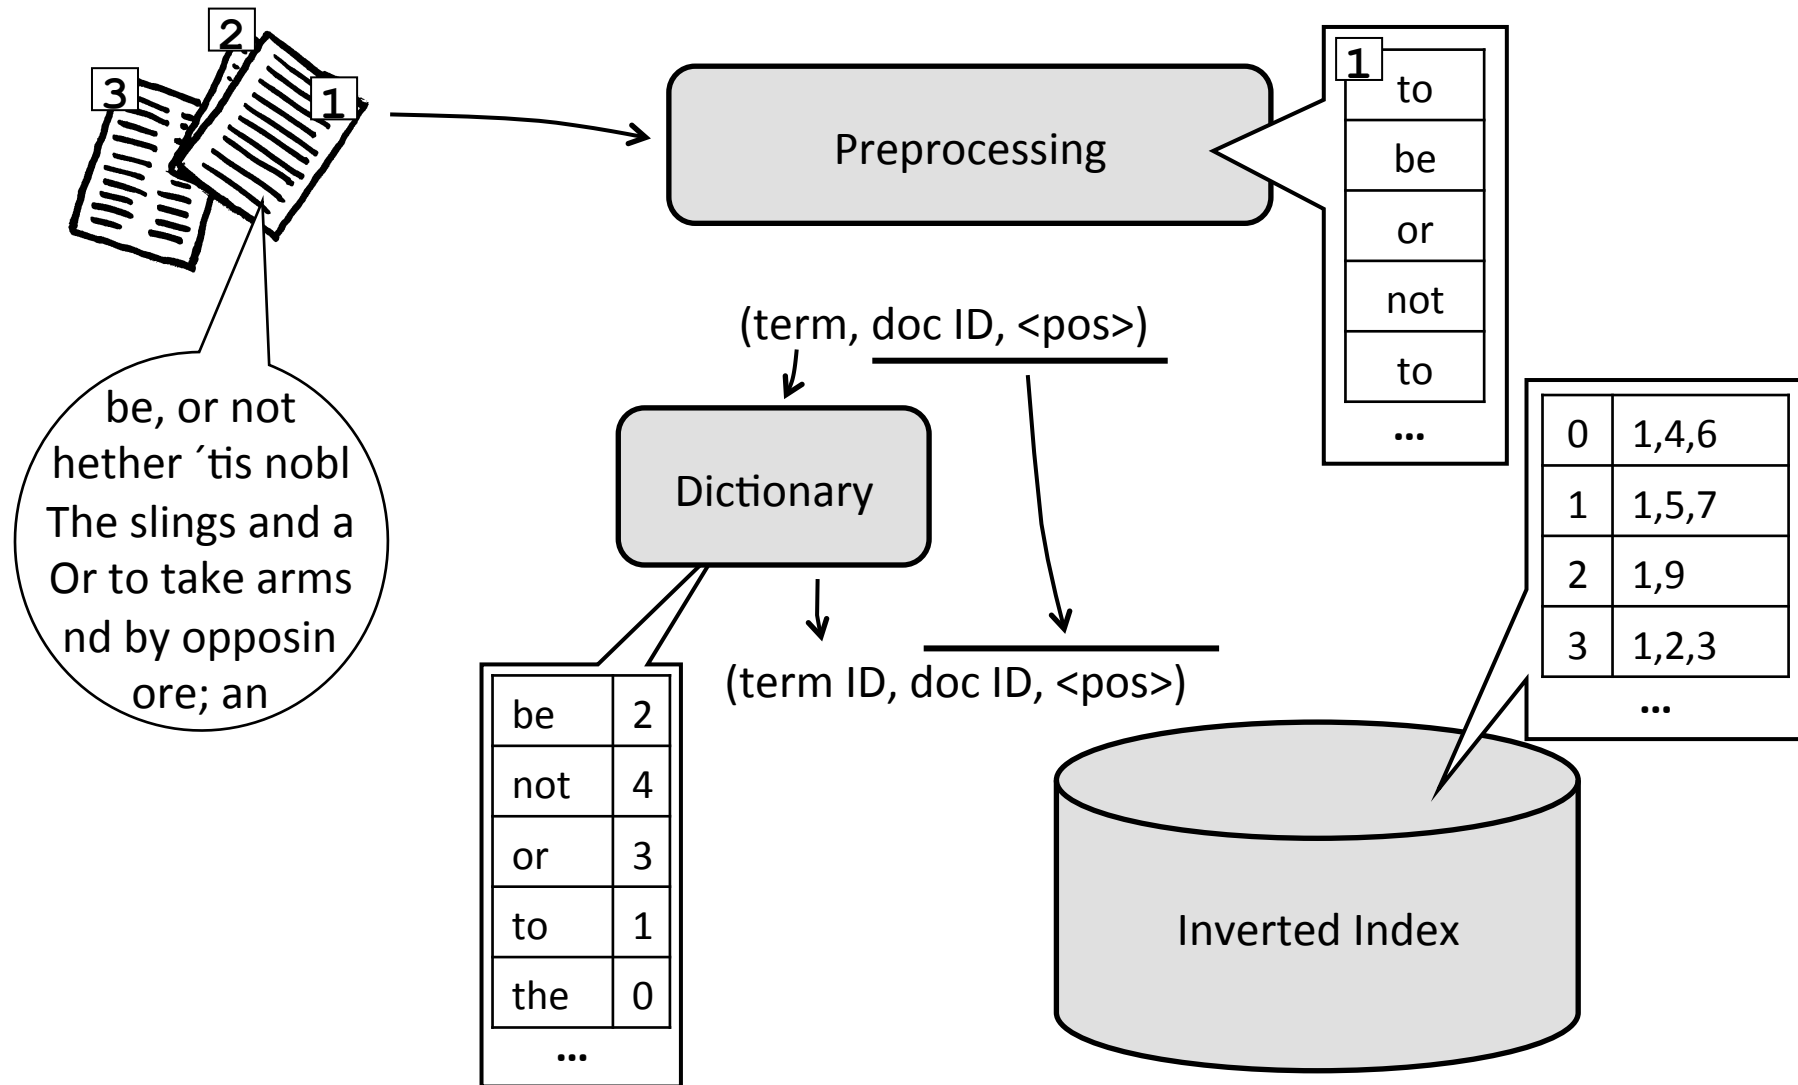 2
3
1
Preprocessing
1
to
be
or
not
to
...
be, or not
hether ´tis nobl
The slings and a
Or to take arms
nd by opposin
ore; an
(term, doc ID, <pos>)
Dictionary
(term ID, doc ID, <pos>)
be 2
not 4
or 3
to 1
the 0
...
0 1,4,6
1 1,5,7
2 1,9
3 1,2,3
...
Inverted Index